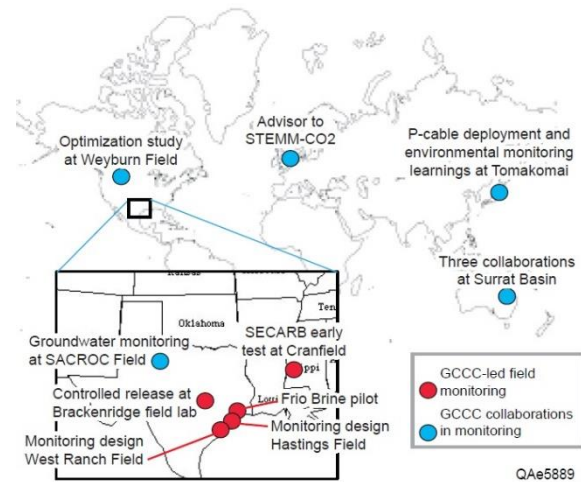 Optimization study
at Weyburn Field
Advisor to
STEMM-CO2
P-cable deployment and
environmental monitoring
learnings at Tomakomai
Three collaborations
at Surrat Basin
Kansas
Oklahoma
Ten
Groundwater monitoring
at SACROC Field
SECARB early
test at Cranfield
ppi
Controlled release at
Brackenridge field lab
Loui
Frio Brine pilot
Monitoring design
Hastings Field
Monitoring design
West Ranch Field
GCCC-led field
monitoring
GCCC collaborations
in monitoring
QAe5889